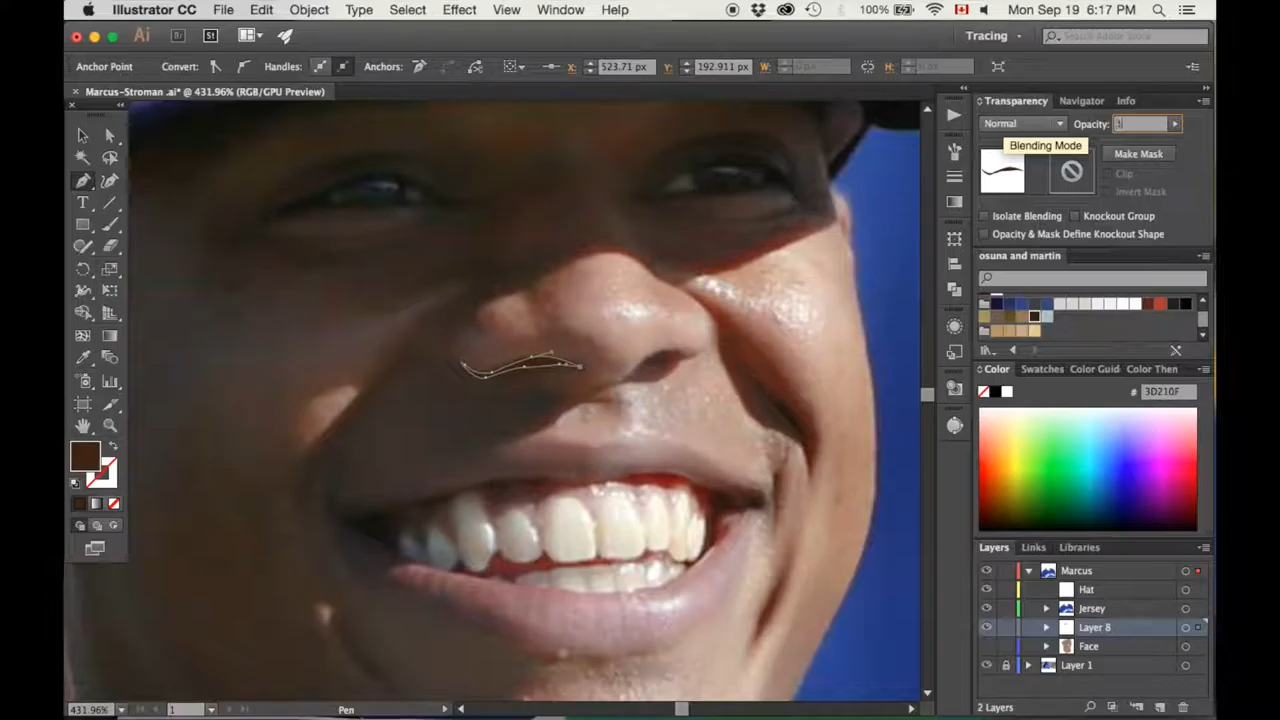 Illustrator CC File Edit Object Type Select Effect View Window Help 100% Mon Sep 19 6:17 PM
Ai Br St Tracing Search Adobe Stock
Anchor Point Convert: Handles: Anchors: X: 523.71 px Y: 192.911 px W: H:
Marcus-Stroman .ai* @ 431.96% (RGB/GPU Preview)
Transparency Navigator Info
Normal Opacity:
Blending Mode
Make Mask
Clip
Invert Mask
Isolate Blending Knockout Group
Opacity & Mask Define Knockout Shape
osuna and martin
Color Swatches Color Guid Color Then
# 3D210F
Layers Links Libraries
Marcus
Hat
Jersey
Layer 8
Face
Layer 1
431.96% 1 Pen 2 Layers